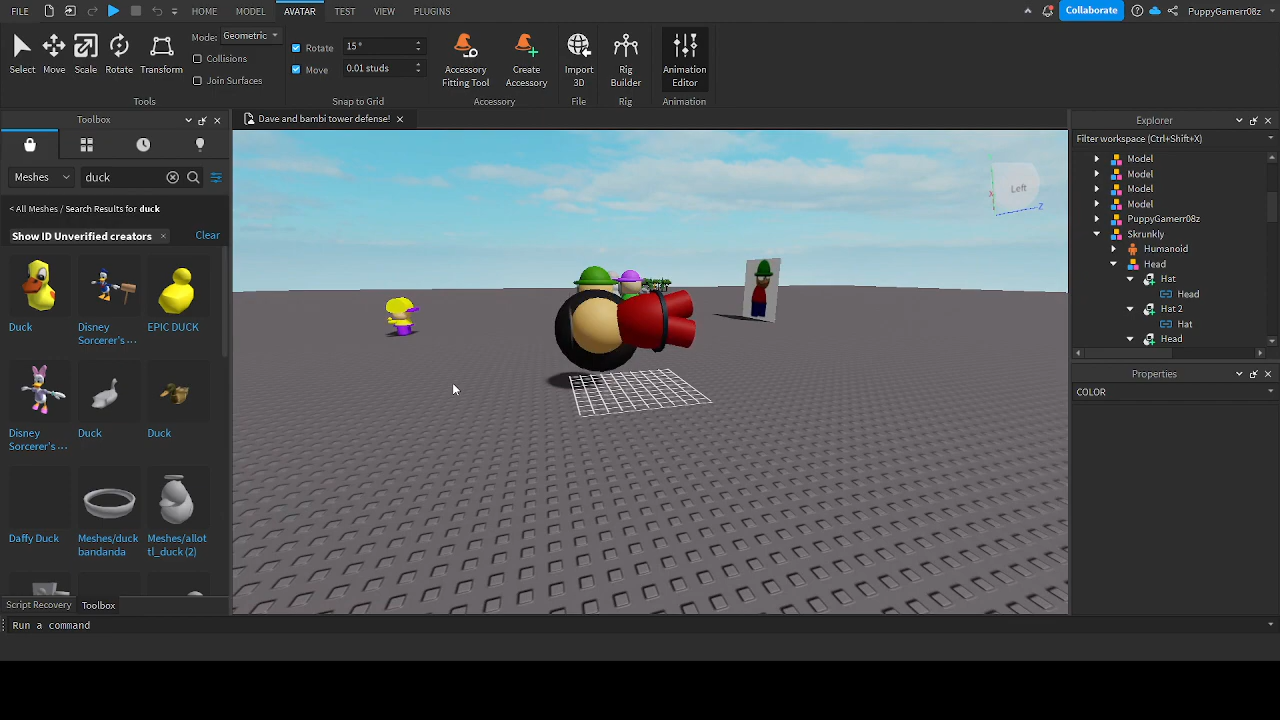 FILE
HOME
MODEL
AVATAR
TEST
VIEW
PLUGINS
Collaborate
PuppyGamerr08z
Mode: Geometric
Collisions
Join Surfaces
Rotate 15°
Move 0.01 studs
Select Move Scale Rotate Transform
Accessory
Fitting Tool
Create
Accessory
Import
3D
Rig
Builder
Animation
Editor
Tools
Snap to Grid
Accessory
File
Rig
Animation
Toolbox
Dave and bambi tower defense!
Meshes
duck
< All Meshes / Search Results for duck
Show ID Unverified creators
Clear
Duck
Disney
Sorcerer's ...
EPIC DUCK
Disney
Sorcerer's ...
Duck
Duck
Daffy Duck
Meshes/duck
bandanda
Meshes/allot
tl_duck (2)
Script Recovery
Toolbox
Run a command
Left
X
Z
Explorer
Filter workspace (Ctrl+Shift+X)
Model
Model
Model
Model
PuppyGamerr08z
Skrunkly
Humanoid
Head
Hat
Head
Hat 2
Hat
Head
Properties
COLOR